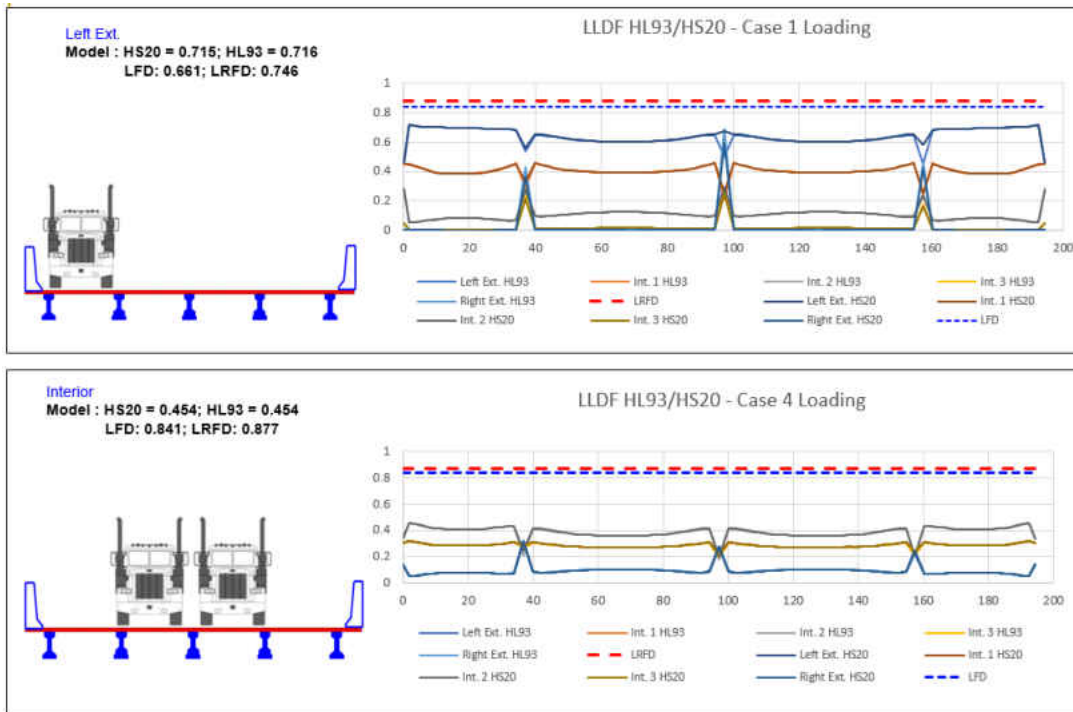 Left Ext.
Model : HS20 = 0.715; HL93 = 0.716
LFD: 0.661; LRFD: 0.746
LLDF HL93/HS20 - Case 1 Loading
1
0.8
0.6
0.4
0.2
0
0 20 40 60 80 100 120 140 160 180 200
Left Ext. HL93 Int. 1 HL93 Int. 2 HL93 Int. 3 HL93
Right Ext. HL93 LRFD Left Ext. HS20 Int. 1 HS20
Int. 2 HS20 Int. 3 HS20 Right Ext. HS20 LFD
Interior
Model : HS20 = 0.454; HL93 = 0.454
LFD: 0.841; LRFD: 0.877
LLDF HL93/HS20 - Case 4 Loading
1
0.8
0.6
0.4
0.2
0
0 20 40 60 80 100 120 140 160 180 200
Left Ext. HL93 Int. 1 HL93 Int. 2 HL93 Int. 3 HL93
Right Ext. HL93 LRFD Left Ext. HS20 Int. 1 HS20
Int. 2 HS20 Int. 3 HS20 Right Ext. HS20 LFD